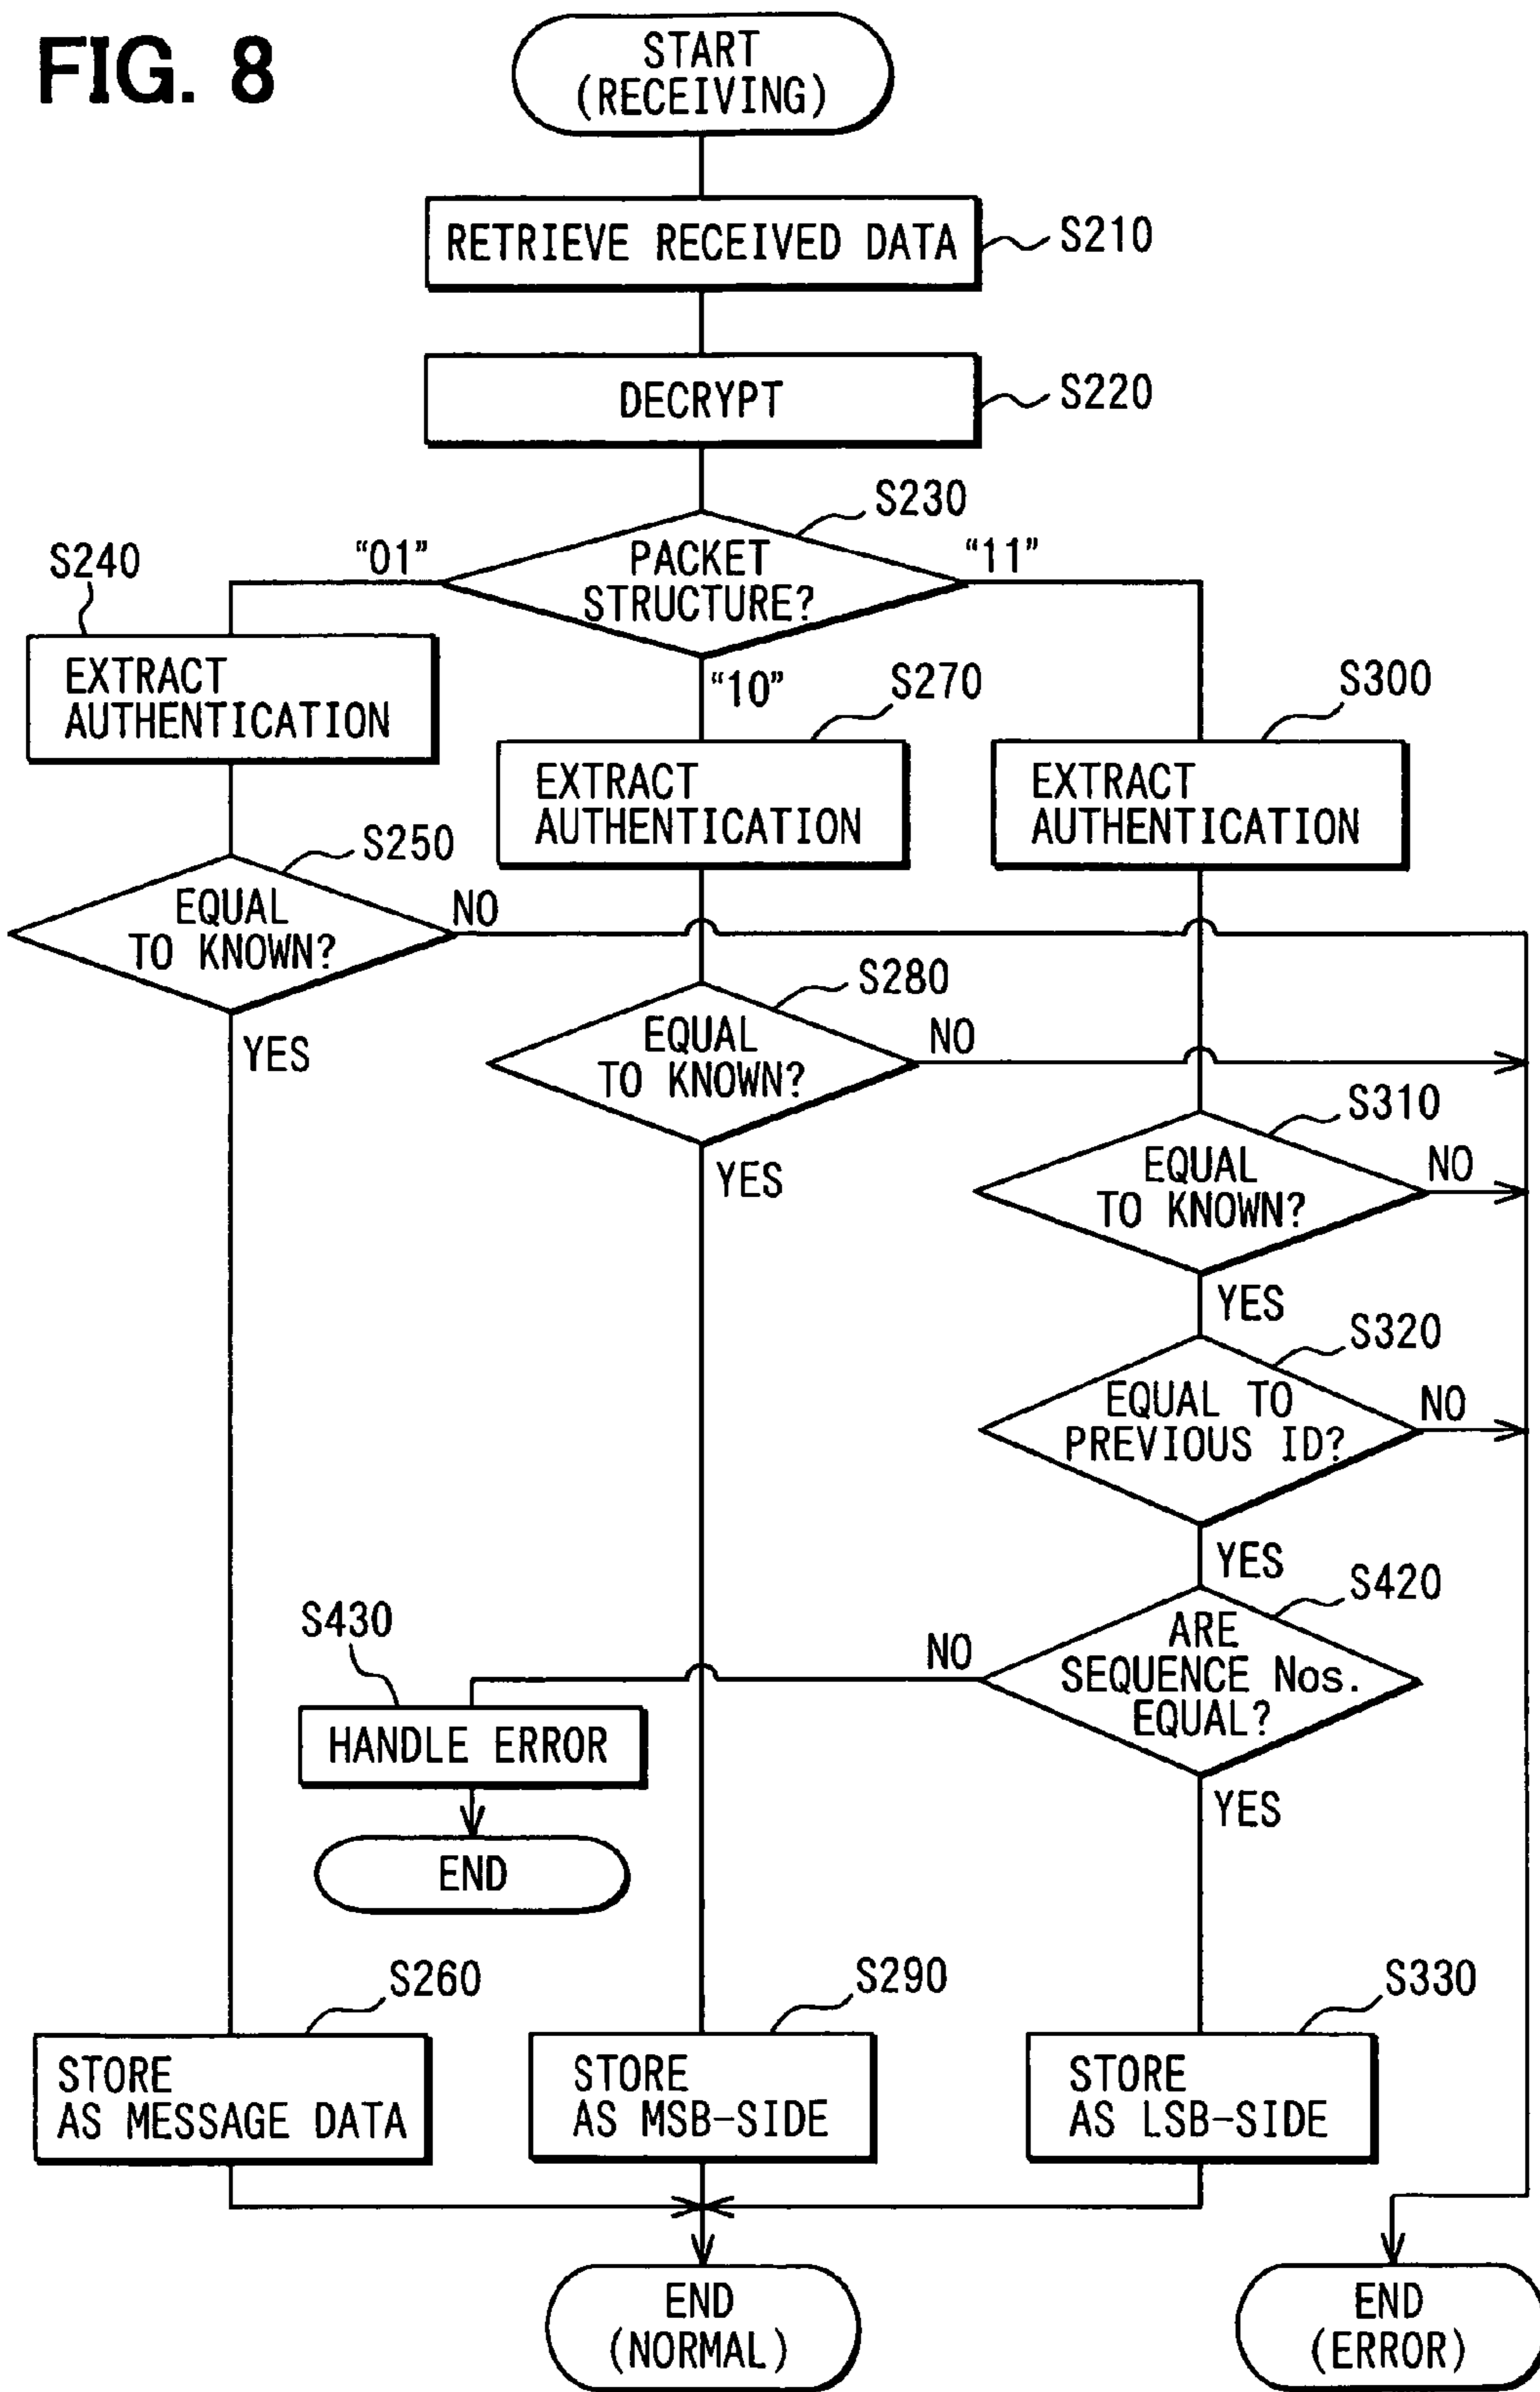 FIG. 8
START
(RECEIVING)
RETRIEVE RECEIVED DATA
S210
DECRYPT
S220
S230
PACKET
STRUCTURE?
"01"
"11"
"10"
S240
EXTRACT
AUTHENTICATION
S270
EXTRACT
AUTHENTICATION
S300
EXTRACT
AUTHENTICATION
S250
EQUAL
TO KNOWN?
NO
YES
S280
EQUAL
TO KNOWN?
NO
YES
S310
EQUAL
TO KNOWN?
NO
YES
S320
EQUAL TO
PREVIOUS ID?
NO
YES
S420
ARE
SEQUENCE Nos.
EQUAL?
NO
YES
S430
HANDLE ERROR
END
S260
STORE
AS MESSAGE DATA
S290
STORE
AS MSB-SIDE
S330
STORE
AS LSB-SIDE
END
(NORMAL)
END
(ERROR)